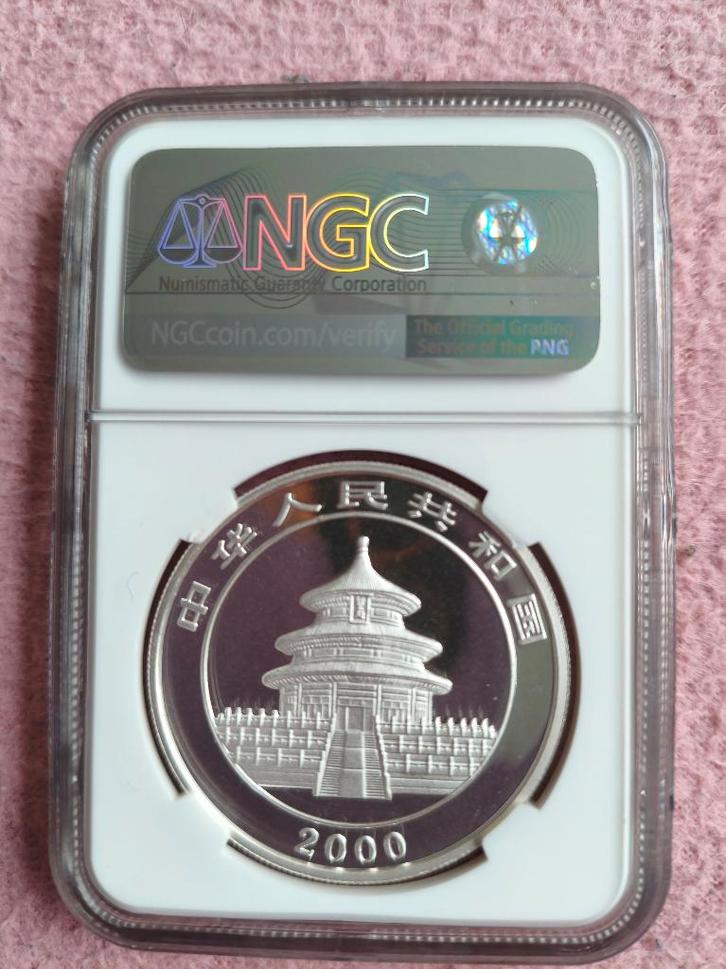 NGC
Numismatic Guaranty Corporation
NGCcoin.com/verify
The Official Grading
Service of the PNG
中华人民共和国
2000